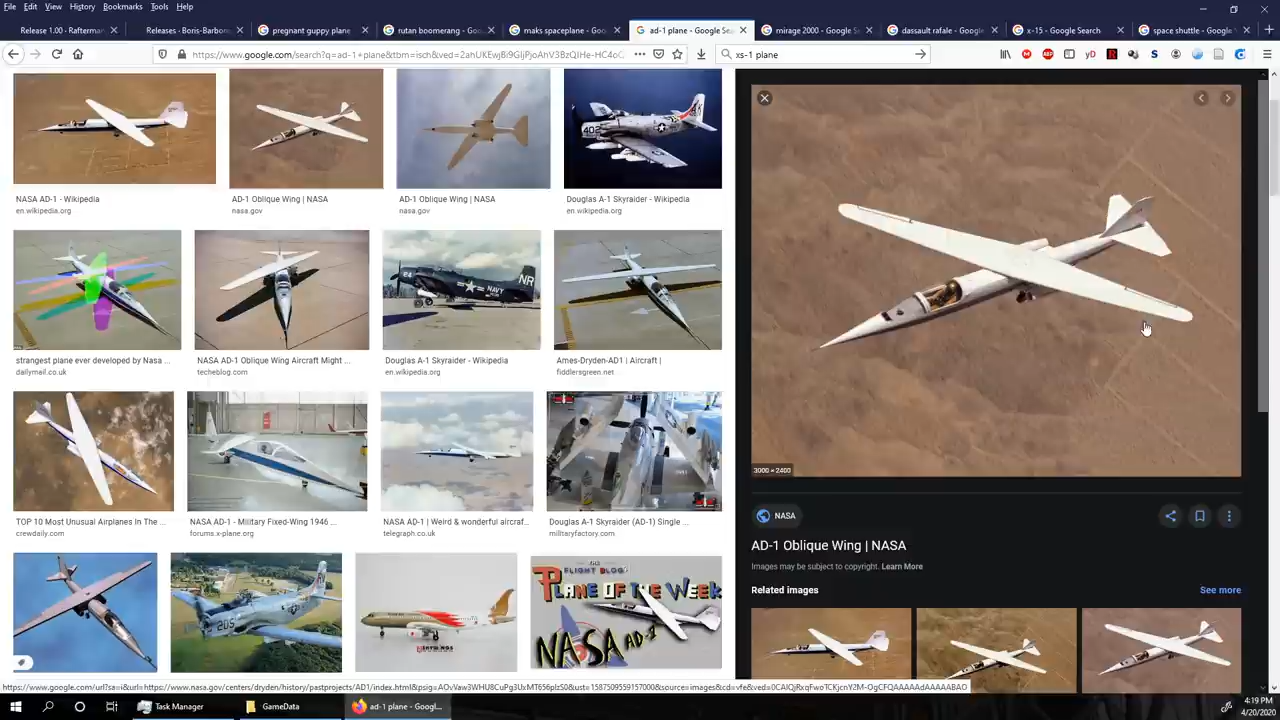 File Edit View History Bookmarks Tools Help
Release 1.00 - Rafterman
Releases · Boris-Barbon
pregnant guppy plane
rutan boomerang - Go
maks spaceplane
ad-1 plane - Google Sear
mirage 2000 - Google S
dassault rafale - Googl
x-15 - Google Search
space shuttle - Google
xs-1 plane
NASA AD-1 - Wikipedia
en.wikipedia.org
AD-1 Oblique Wing | NASA
nasa.gov
AD-1 Oblique Wing | NASA
nasa.gov
Douglas A-1 Skyraider - Wikipedia
en.wikipedia.org
strangest plane ever developed by Nasa ...
dailymail.co.uk
NASA AD-1 Oblique Wing Aircraft Might ...
techeblog.com
Douglas A-1 Skyraider - Wikipedia
en.wikipedia.org
Ames-Dryden-AD1 | Aircraft |
fiddlersgreen.net
TOP 10 Most Unusual Airplanes In The ...
crewdaily.com
NASA AD-1 - Military Fixed-Wing 1946 ...
forums.x-plane.org
NASA AD-1 | Weird & wonderful aircraf...
telegraph.co.uk
Douglas A-1 Skyraider (AD-1) Single ...
militaryfactory.com
402
24
NR
NAVY
205
THE
FLIGHT BLOG'S
PLANE OF THE WEEK
NASA AD-1
3000 × 2400
NASA
AD-1 Oblique Wing | NASA
Images may be subject to copyright. Learn More
Related images
See more
Task Manager
GameData
ad-1 plane - Googl...
4:19 PM
4/20/2020